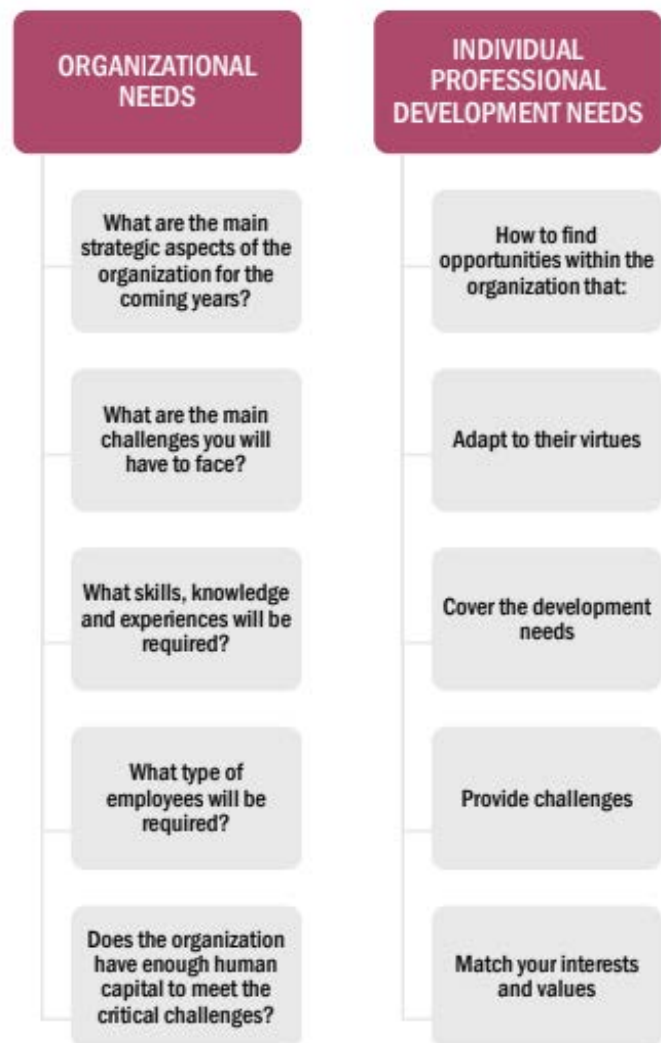 ORGANIZATIONAL
NEEDS
What are the main
strategic aspects of the
organization for the
coming years?
What are the main
challenges you will
have to face?
What skills, knowledge
and experiences will be
required?
What type of
employees will be
required?
Does the organization
have enough human
capital to meet the
critical challenges?
INDIVIDUAL
PROFESSIONAL
DEVELOPMENT NEEDS
How to find
opportunities within the
organization that:
Adapt to their virtues
Cover the development
needs
Provide challenges
Match your interests
and values